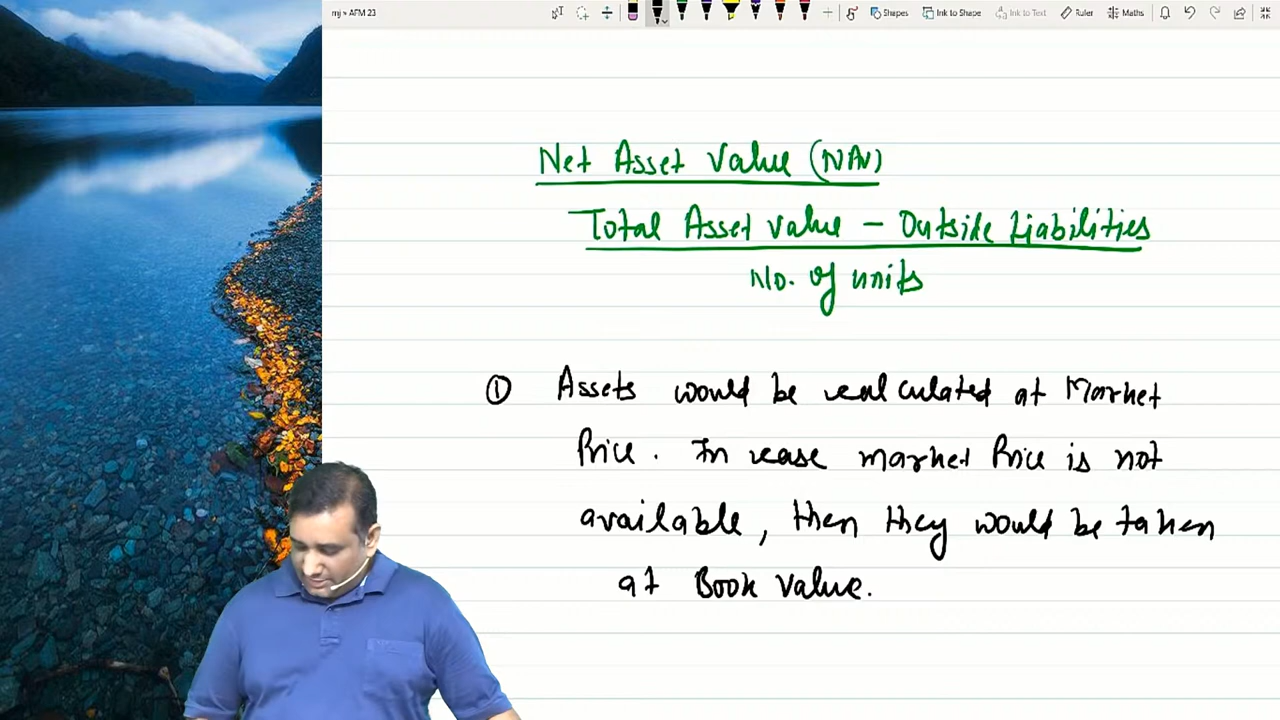 mj » AFM 23
Shapes Ink to Shape Ink to Text Ruler Maths
Net Asset Value (NAV)
Total Asset value – Outside Liabilities
No. of units
① Assets would be realculated at Market
Price. In case market Price is not
available, then they would be taken
at Book value.